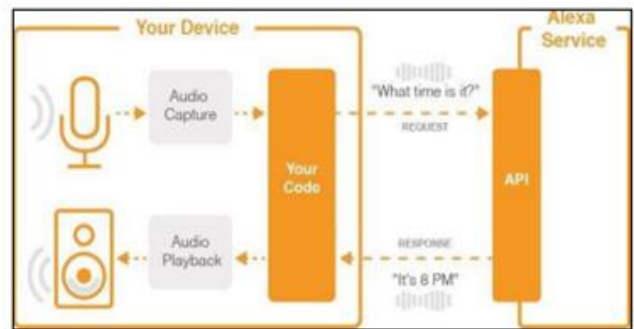 Your Device
Alexa
Service
Audio
Capture
"What time is it?"
REQUEST
Your
Code
API
Audio
Playback
RESPONSE
"It's 8 PM"